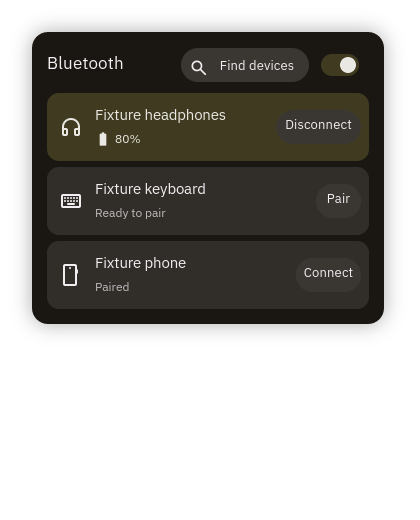 Bluetooth
Find devices
Fixture headphones
80%
Disconnect
Fixture keyboard
Ready to pair
Pair
Fixture phone
Paired
Connect